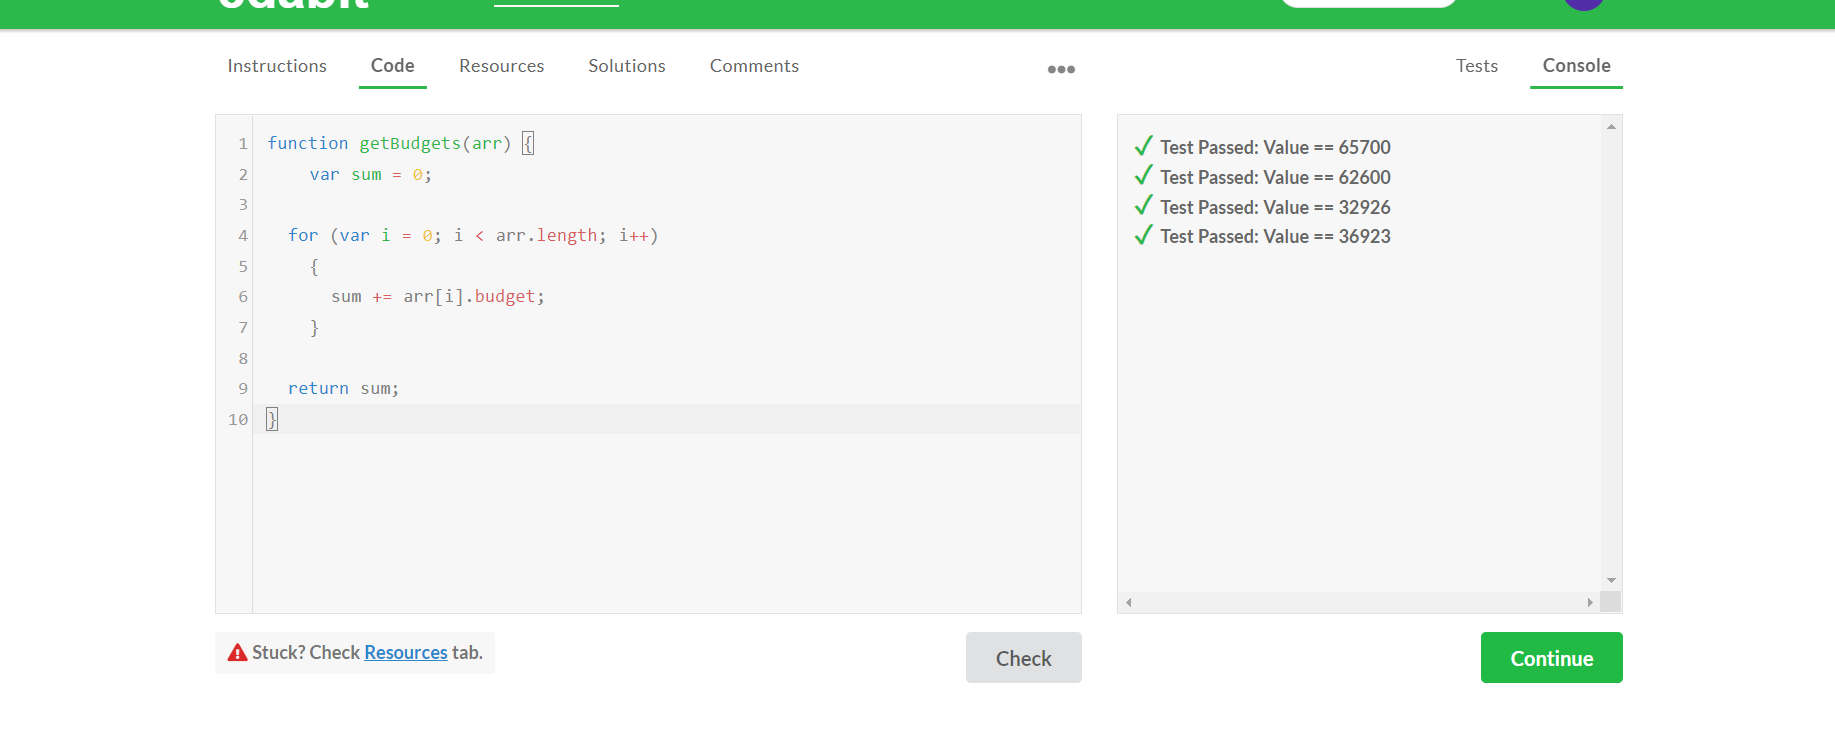 Instructions Code Resources Solutions Comments ••• Tests Console
1 function getBudgets(arr) {
2 var sum = 0;
3
4 for (var i = 0; i < arr.length; i++)
5 {
6 sum += arr[i].budget;
7 }
8
9 return sum;
10 }
✓ Test Passed: Value == 65700
✓ Test Passed: Value == 62600
✓ Test Passed: Value == 32926
✓ Test Passed: Value == 36923
Stuck? Check Resources tab.
Check
Continue